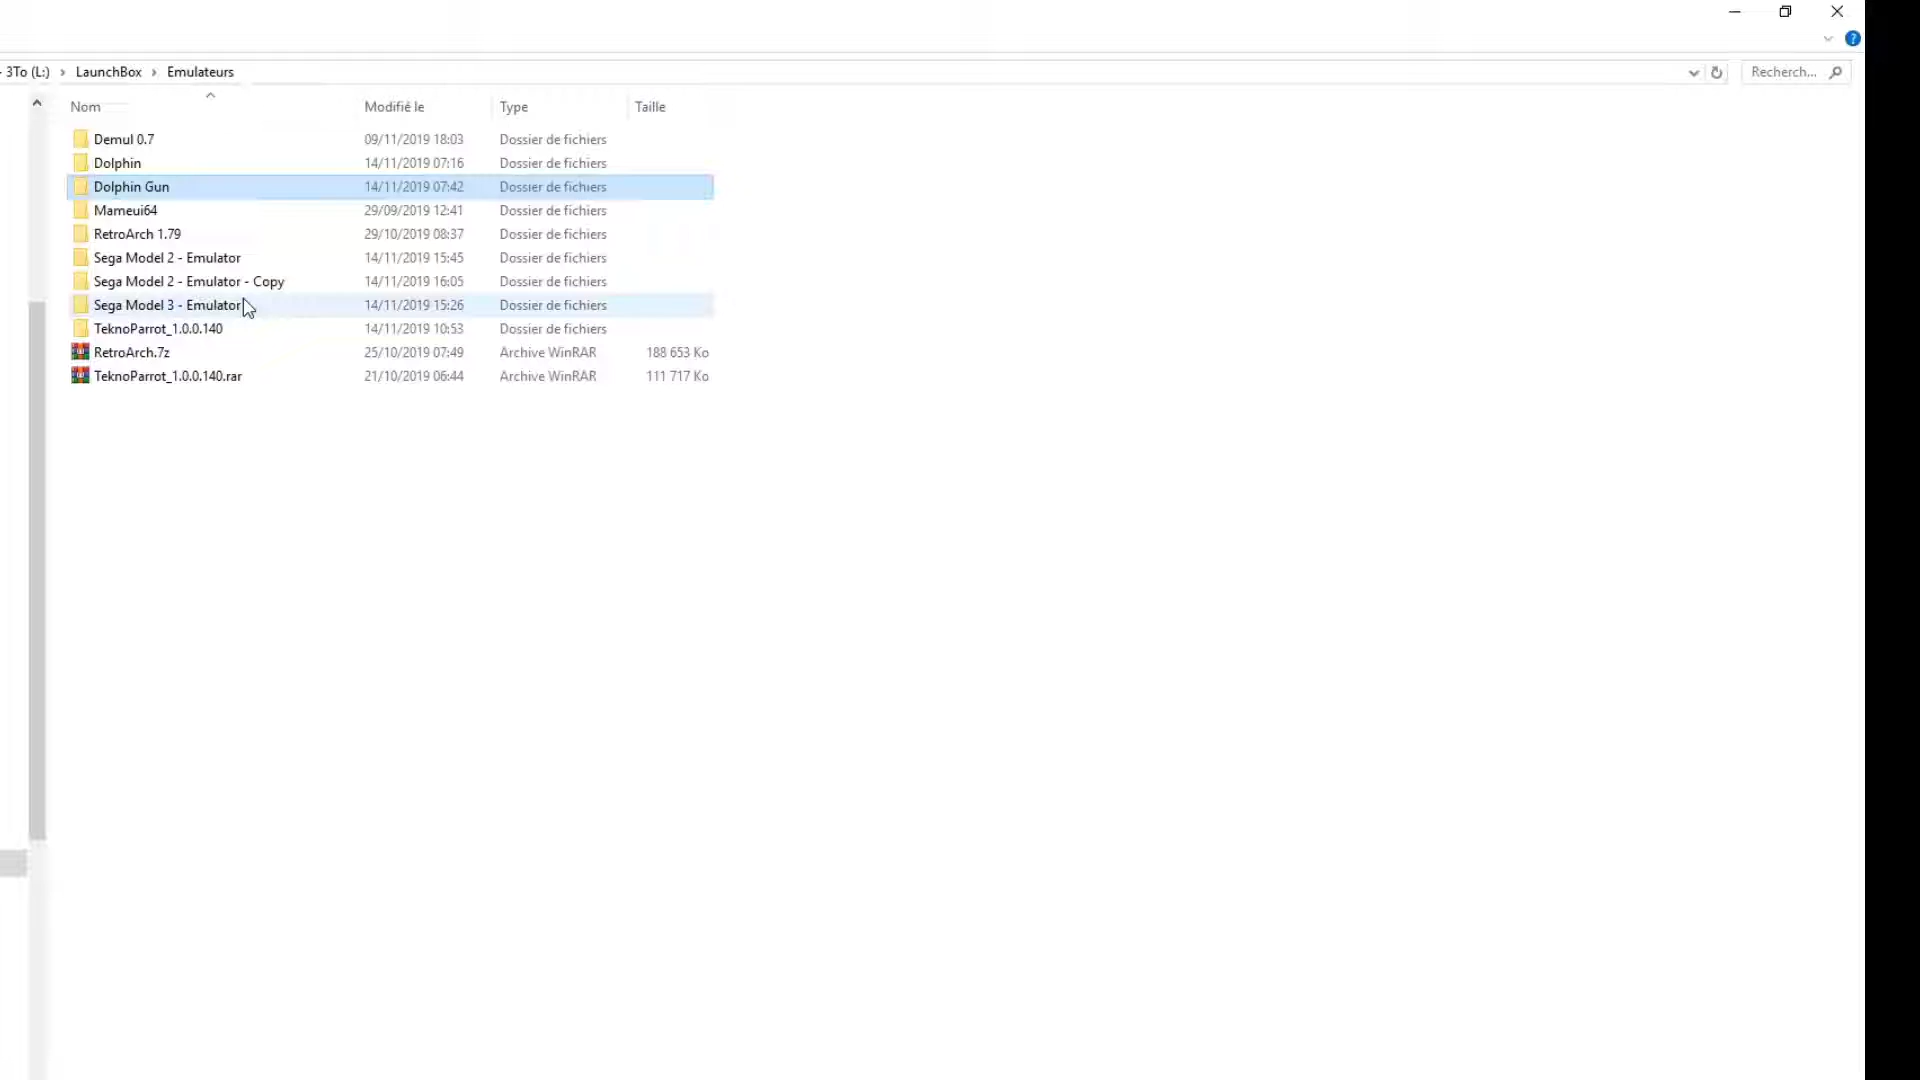 - 3To (L:) › LaunchBox › Emulateurs Recherch...
Nom Modifié le Type Taille
Demul 0.7 09/11/2019 18:03 Dossier de fichiers
Dolphin 14/11/2019 07:16 Dossier de fichiers
Dolphin Gun 14/11/2019 07:42 Dossier de fichiers
Mameui64 29/09/2019 12:41 Dossier de fichiers
RetroArch 1.79 29/10/2019 08:37 Dossier de fichiers
Sega Model 2 - Emulator 14/11/2019 15:45 Dossier de fichiers
Sega Model 2 - Emulator - Copy 14/11/2019 16:05 Dossier de fichiers
Sega Model 3 - Emulator 14/11/2019 15:26 Dossier de fichiers
TeknoParrot_1.0.0.140 14/11/2019 10:53 Dossier de fichiers
RetroArch.7z 25/10/2019 07:49 Archive WinRAR 188 653 Ko
TeknoParrot_1.0.0.140.rar 21/10/2019 06:44 Archive WinRAR 111 717 Ko